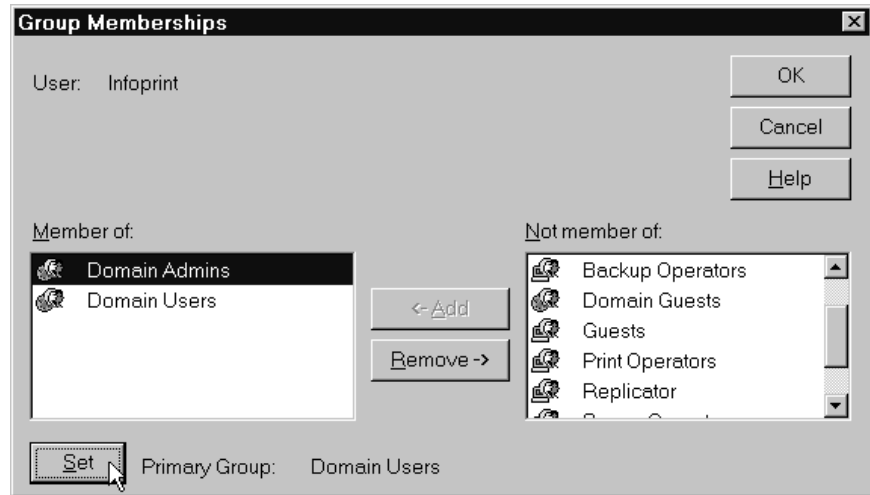 Group Memberships
User: Infoprint
OK
Cancel
Help
Member of:
Domain Admins
Domain Users
<-Add
Remove->
Not member of:
Backup Operators
Domain Guests
Guests
Print Operators
Replicator
Set
Primary Group: Domain Users